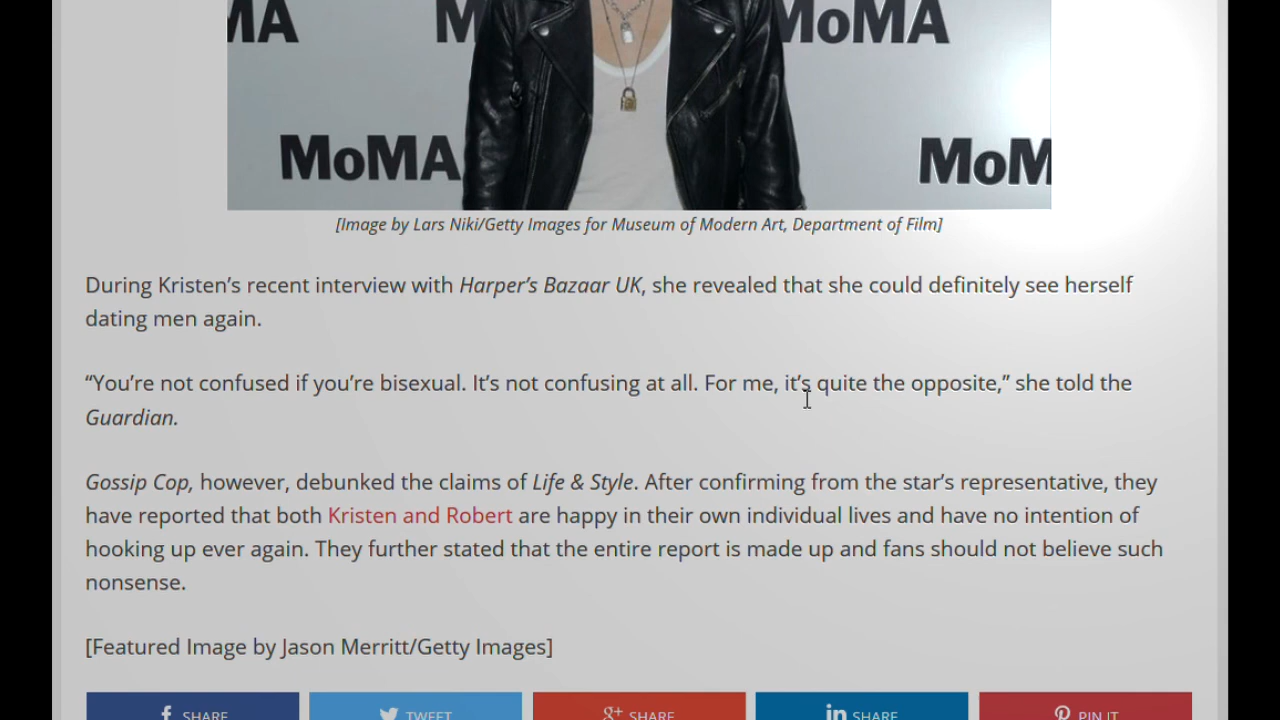 MA M MoMA
MoMA MoM
[Image by Lars Niki/Getty Images for Museum of Modern Art, Department of Film]
During Kristen’s recent interview with Harper’s Bazaar UK, she revealed that she could definitely see herself
dating men again.
“You’re not confused if you’re bisexual. It’s not confusing at all. For me, it’s quite the opposite,” she told the
Guardian.
Gossip Cop, however, debunked the claims of Life & Style. After confirming from the star’s representative, they
have reported that both Kristen and Robert are happy in their own individual lives and have no intention of
hooking up ever again. They further stated that the entire report is made up and fans should not believe such
nonsense.
[Featured Image by Jason Merritt/Getty Images]
SHARE TWEET SHARE SHARE PIN IT